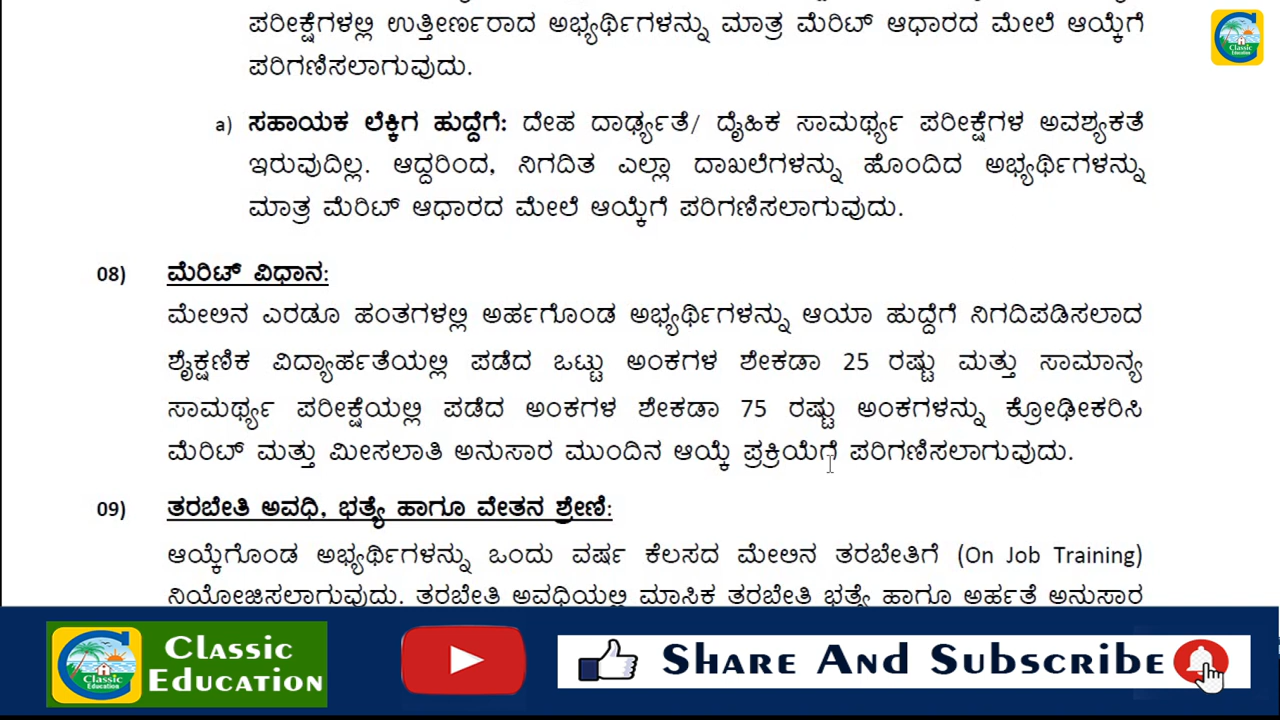 ಪರೀಕ್ಷೆಗಳಲ್ಲಿ ಉತ್ತೀರ್ಣರಾದ ಅಭ್ಯರ್ಥಿಗಳನ್ನು ಮಾತ್ರ ಮೆರಿಟ್ ಆಧಾರದ ಮೇಲೆ ಆಯ್ಕೆಗೆ
ಪರಿಗಣಿಸಲಾಗುವುದು.
a) ಸಹಾಯಕ ಲೆಕ್ಕಿಗ ಹುದ್ದೆಗೆ: ದೇಹ ದಾರ್ಢ್ಯತೆ/ ದೈಹಿಕ ಸಾಮರ್ಥ್ಯ ಪರೀಕ್ಷೆಗಳ ಅವಶ್ಯಕತೆ
ಇರುವುದಿಲ್ಲ. ಆದ್ದರಿಂದ, ನಿಗದಿತ ಎಲ್ಲಾ ದಾಖಲೆಗಳನ್ನು ಹೊಂದಿದ ಅಭ್ಯರ್ಥಿಗಳನ್ನು
ಮಾತ್ರ ಮೆರಿಟ್ ಆಧಾರದ ಮೇಲೆ ಆಯ್ಕೆಗೆ ಪರಿಗಣಿಸಲಾಗುವುದು.
08) ಮೆರಿಟ್ ವಿಧಾನ:
ಮೇಲಿನ ಎರಡೂ ಹಂತಗಳಲ್ಲಿ ಅರ್ಹಗೊಂಡ ಅಭ್ಯರ್ಥಿಗಳನ್ನು ಆಯಾ ಹುದ್ದೆಗೆ ನಿಗದಿಪಡಿಸಲಾದ
ಶೈಕ್ಷಣಿಕ ವಿದ್ಯಾರ್ಹತೆಯಲ್ಲಿ ಪಡೆದ ಒಟ್ಟು ಅಂಕಗಳ ಶೇಕಡಾ 25 ರಷ್ಟು ಮತ್ತು ಸಾಮಾನ್ಯ
ಸಾಮರ್ಥ್ಯ ಪರೀಕ್ಷೆಯಲ್ಲಿ ಪಡೆದ ಅಂಕಗಳ ಶೇಕಡಾ 75 ರಷ್ಟು ಅಂಕಗಳನ್ನು ಕ್ರೋಢೀಕರಿಸಿ
ಮೆರಿಟ್ ಮತ್ತು ಮೀಸಲಾತಿ ಅನುಸಾರ ಮುಂದಿನ ಆಯ್ಕೆ ಪ್ರಕ್ರಿಯೆಗೆ ಪರಿಗಣಿಸಲಾಗುವುದು.
09) ತರಬೇತಿ ಅವಧಿ, ಭತ್ಯೆ ಹಾಗೂ ವೇತನ ಶ್ರೇಣಿ:
ಆಯ್ಕೆಗೊಂಡ ಅಭ್ಯರ್ಥಿಗಳನ್ನು ಒಂದು ವರ್ಷ ಕೆಲಸದ ಮೇಲಿನ ತರಬೇತಿಗೆ (On Job Training)
ನಿಯೋಜಿಸಲಾಗುವುದು. ತರಬೇತಿ ಅವಧಿಯಲ್ಲಿ ಮಾಸಿಕ ತರಬೇತಿ ಭತ್ಯೆ ಹಾಗೂ ಅರ್ಹತೆ ಅನುಸಾರ
Classic
Education
Classic
Education
Classic
Education
Share And Subscribe